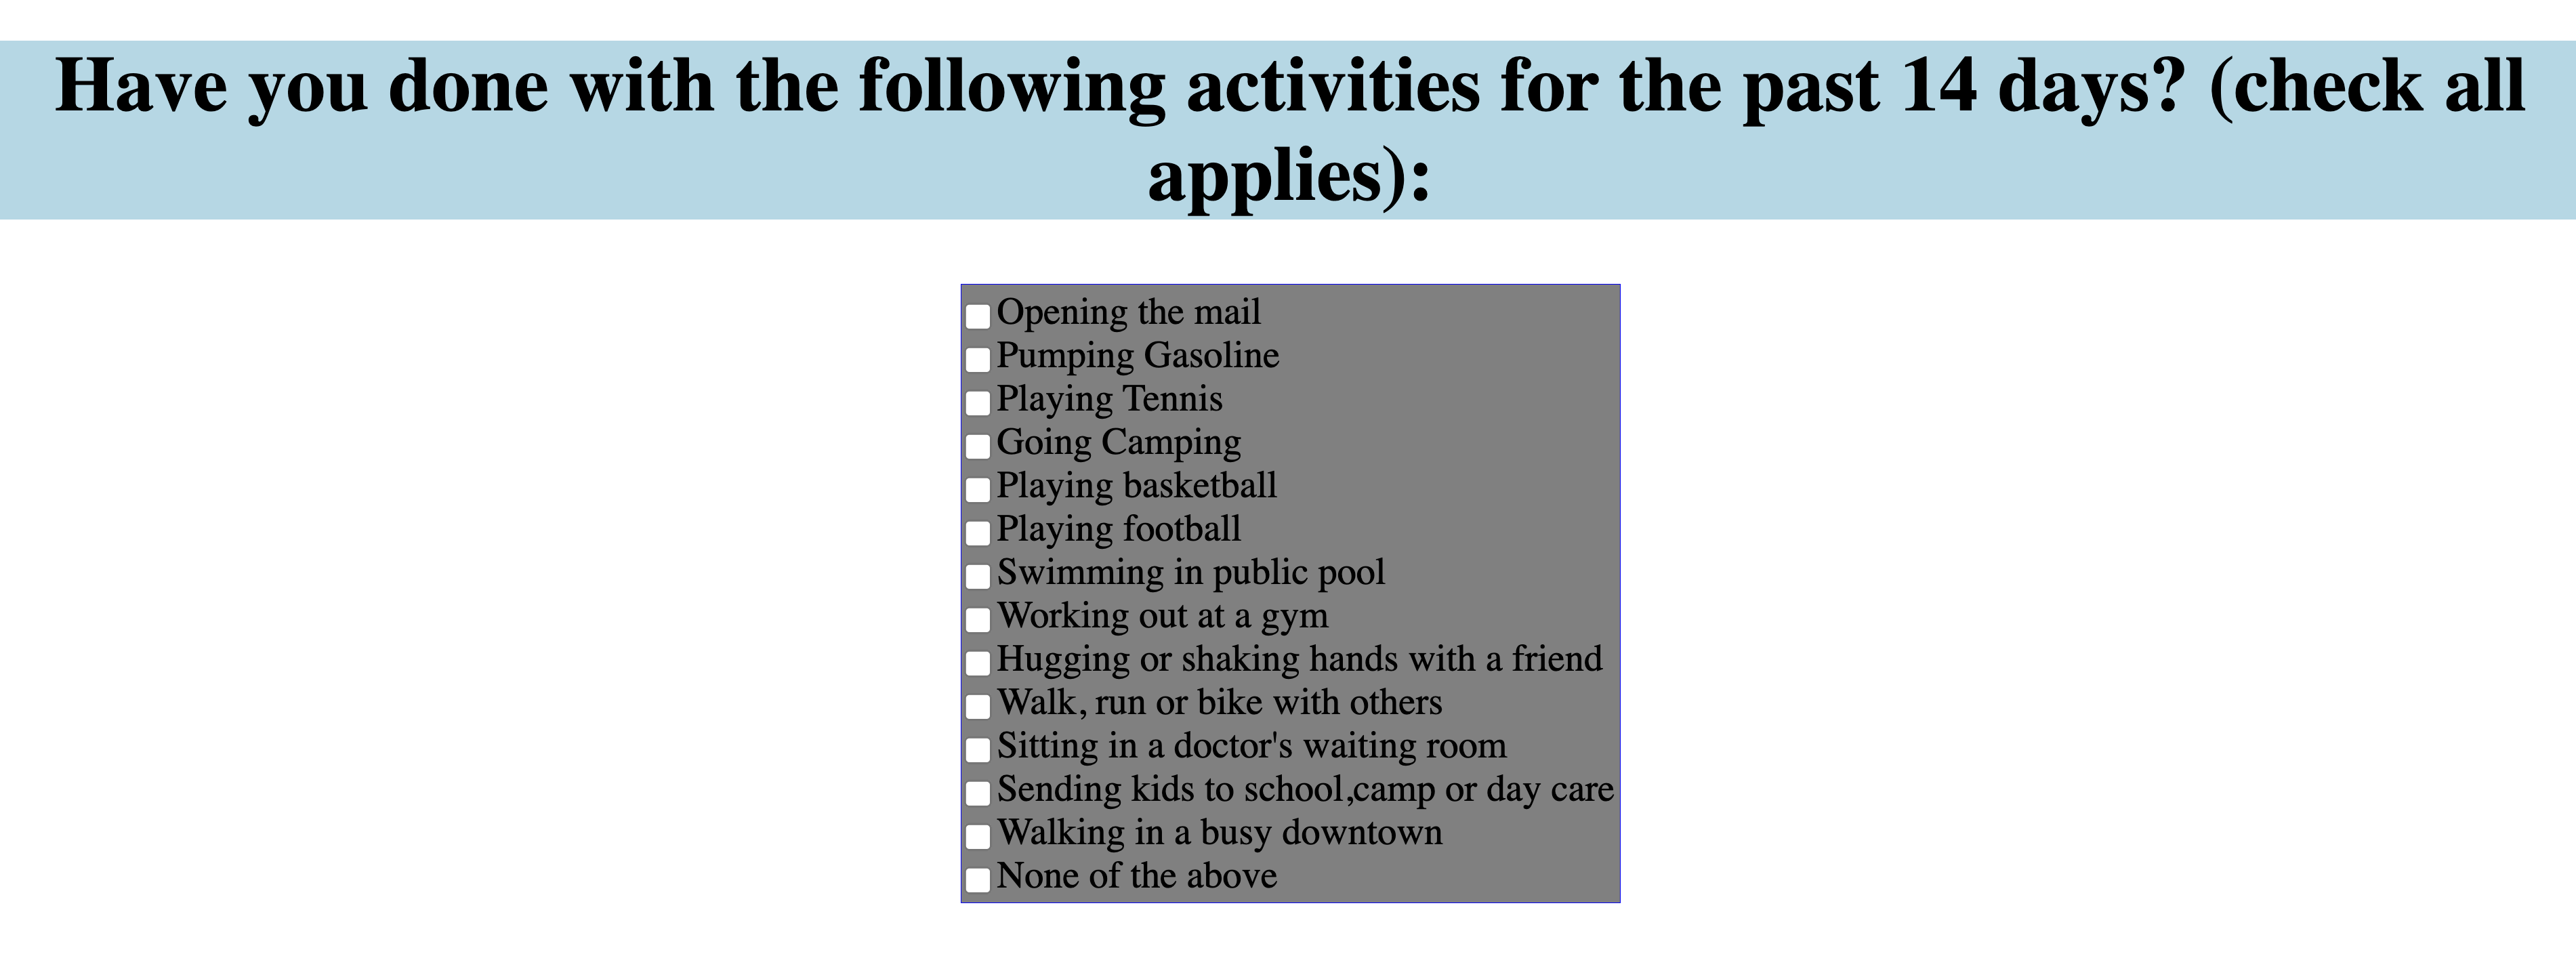 Have you done with the following activities for the past 14 days? (check all
applies):
Opening the mail
Pumping Gasoline
Playing Tennis
Going Camping
Playing basketball
Playing football
Swimming in public pool
Working out at a gym
Hugging or shaking hands with a friend
Walk, run or bike with others
Sitting in a doctor's waiting room
Sending kids to school,camp or day care
Walking in a busy downtown
None of the above